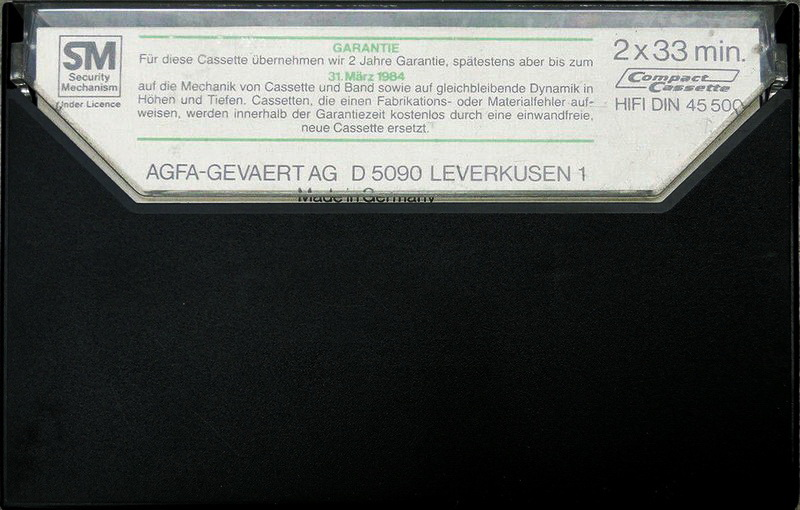 SM
Security
Mechanism
Under Licence
GARANTIE
Für diese Cassette übernehmen wir 2 Jahre Garantie, spätestens aber bis zum
31. März 1984
auf die Mechanik von Cassette und Band sowie auf gleichbleibende Dynamik in
Höhen und Tiefen. Cassetten, die einen Fabrikations- oder Materialfehler auf-
weisen, werden innerhalb der Garantiezeit kostenlos durch eine einwandfreie,
neue Cassette ersetzt.
2 x 33 min.
Compact
Cassette
HIFI DIN 45 500
AGFA-GEVAERT AG D 5090 LEVERKUSEN 1
Made in Germany